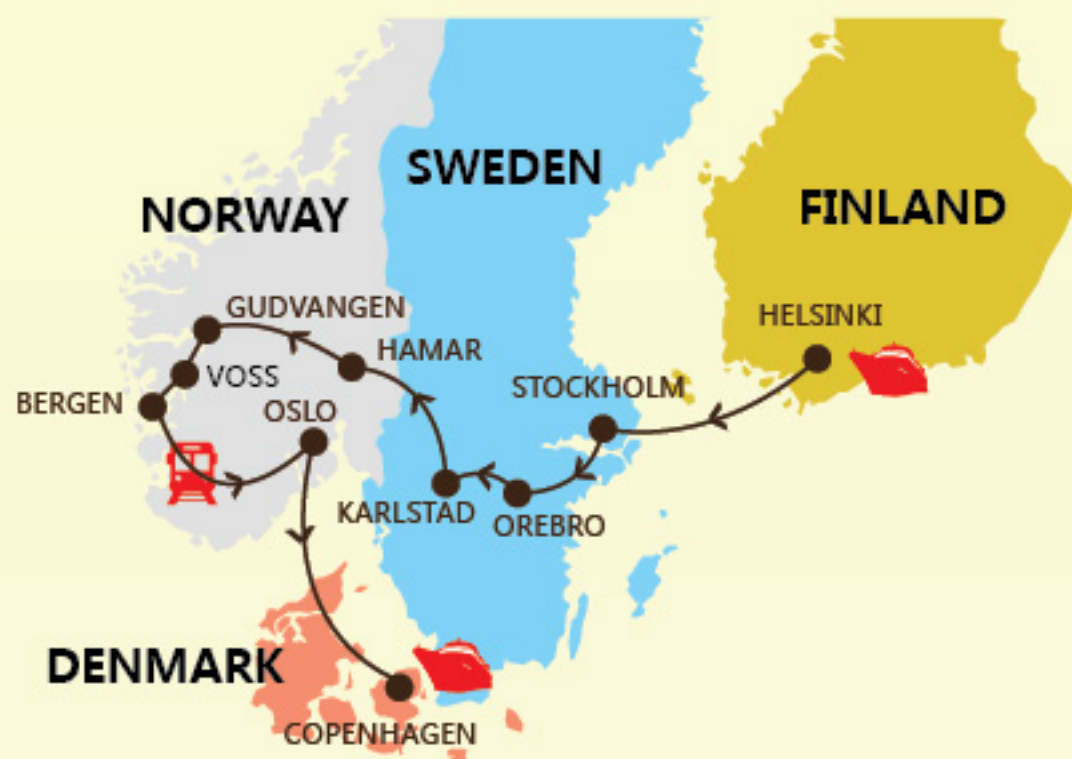 SWEDEN
FINLAND
NORWAY
GUDVANGEN
HELSINKI
HAMAR
VOSS
STOCKHOLM
BERGEN
OSLO
KARLSTAD
OREBRO
DENMARK
COPENHAGEN